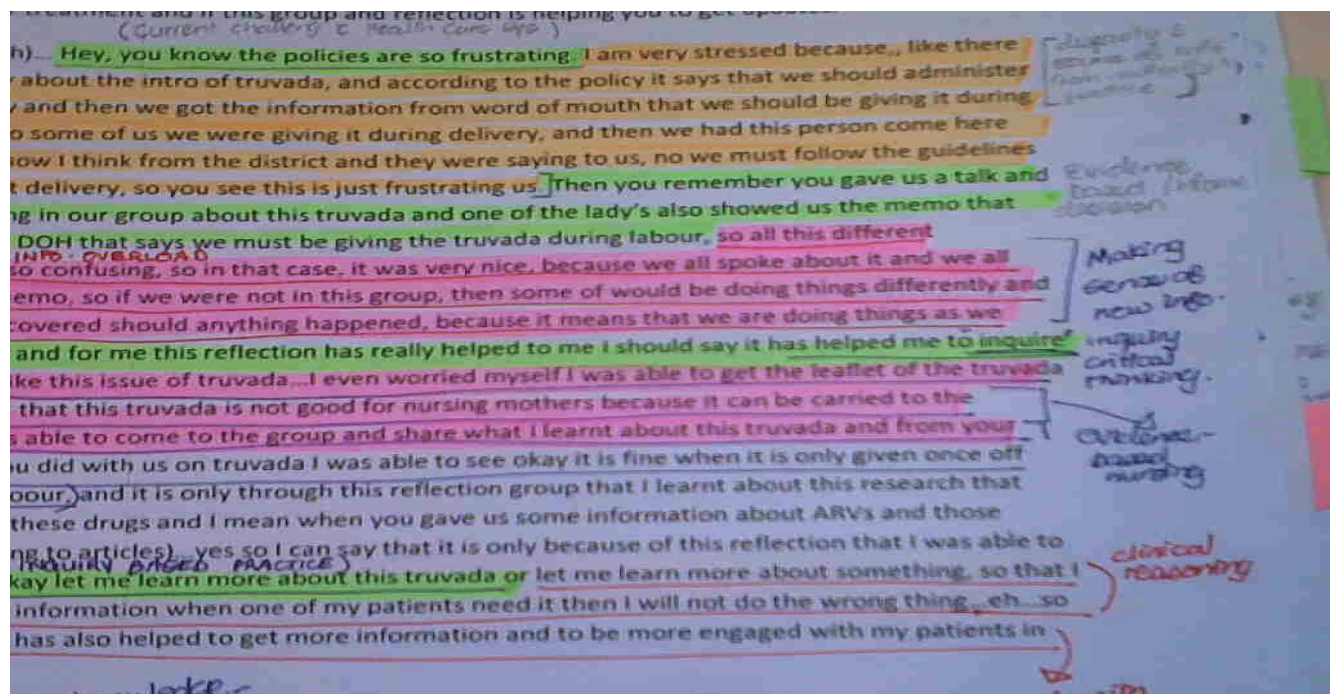 treatment and if this group and reflection is helping you to get
(Current challeng c Health Care sys)
h)... Hey, you know the policies are so frustrating. I am very stressed because,, like there
about the intro of truvada, and according to the policy it says that we should administer
and then we got the information from word of mouth that we should be giving it during
o some of us we were giving it during delivery, and then we had this person come here
now I think from the district and they were saying to us, no we must follow the guidelines
t delivery, so you see this is just frustrating us.] Then you remember you gave us a talk and
Evidence
based
ng in our group about this truvada and one of the lady's also showed us the memo that
DOH that says we must be giving the truvada during labour, so all this different
INFO. OVERLOAD
so confusing, so in that case, it was very nice, because we all spoke about it and we all
Making
sense of
new info.
emo, so if we were not in this group, then some of would be doing things differently and
covered should anything happened, because it means that we are doing things as we
and for me this reflection has really helped to me I should say it has helped me to inquire
inquiry
critical
thinking.
ike this issue of truvada...I even worried myself I was able to get the leaflet of the truvada
that this truvada is not good for nursing mothers because it can be carried to the
s able to come to the group and share what I learnt about this truvada and from your
evidence-
based
nursing
u did with us on truvada I was able to see okay it is fine when it is only given once off
bour,)and it is only through this reflection group that I learnt about this research that
these drugs and I mean when you gave us some information about ARVs and those
ng to articles)...yes so I can say that it is only because of this reflection that I was able to
INQUIRY BASED PRACTICE)
kay let me learn more about this truvada or let me learn more about something, so that I
clinical
reasoning
information when one of my patients need it then I will not do the wrong thing...eh...so
has also helped to get more information and to be more engaged with my patients in